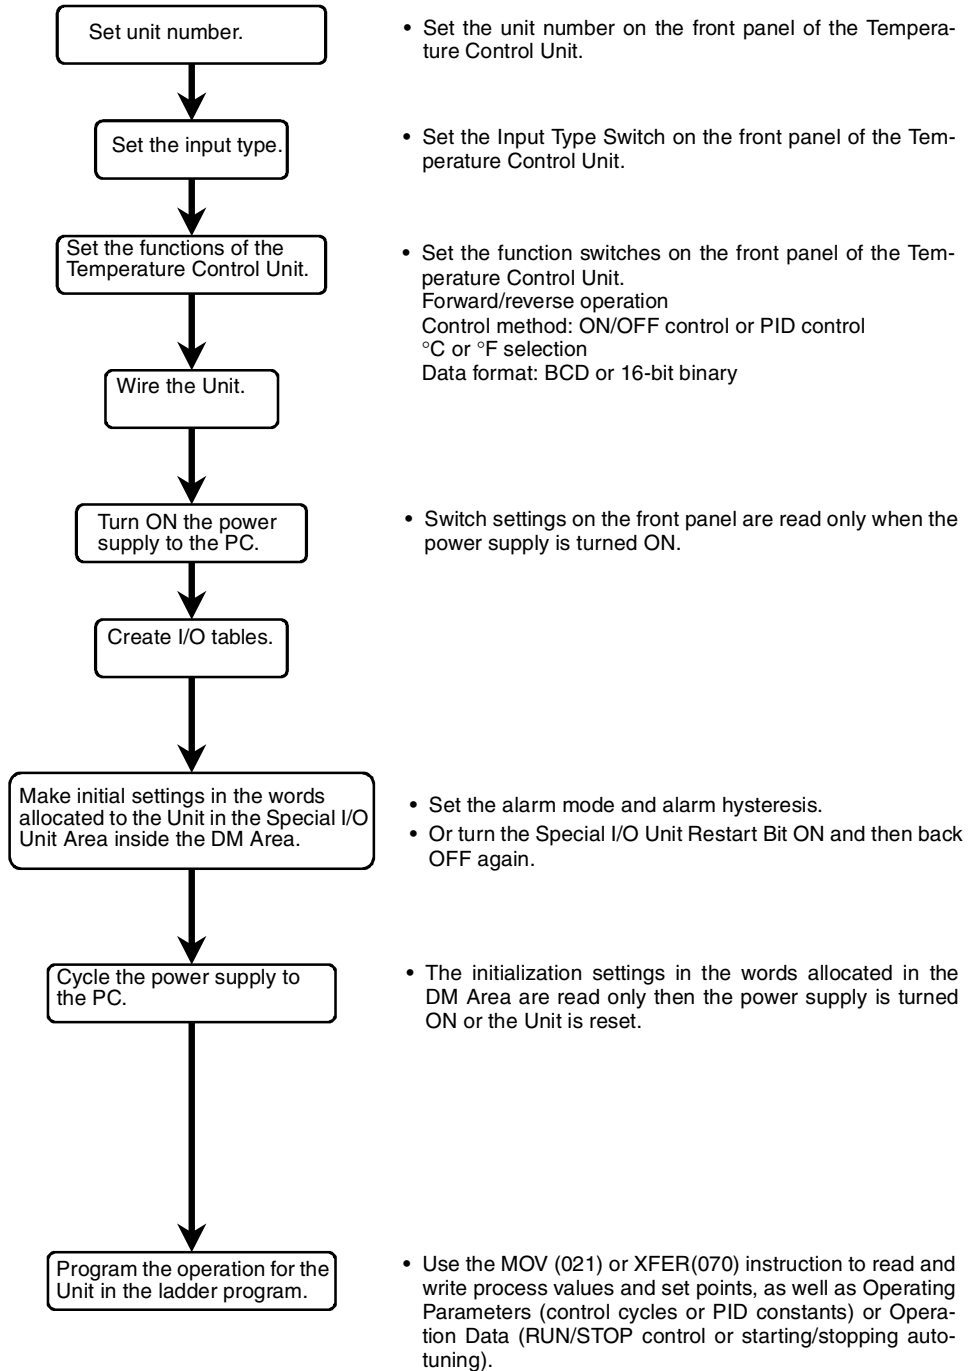 Set unit number.
• Set the unit number on the front panel of the Tempera-
ture Control Unit.
Set the input type.
• Set the Input Type Switch on the front panel of the Tem-
perature Control Unit.
Set the functions of the
Temperature Control Unit.
• Set the function switches on the front panel of the Tem-
perature Control Unit.
Forward/reverse operation
Control method: ON/OFF control or PID control
°C or °F selection
Data format: BCD or 16-bit binary
Wire the Unit.
Turn ON the power
supply to the PC.
• Switch settings on the front panel are read only when the
power supply is turned ON.
Create I/O tables.
Make initial settings in the words
allocated to the Unit in the Special I/O
Unit Area inside the DM Area.
• Set the alarm mode and alarm hysteresis.
• Or turn the Special I/O Unit Restart Bit ON and then back
OFF again.
Cycle the power supply to
the PC.
• The initialization settings in the words allocated in the
DM Area are read only then the power supply is turned
ON or the Unit is reset.
Program the operation for the
Unit in the ladder program.
• Use the MOV (021) or XFER(070) instruction to read and
write process values and set points, as well as Operating
Parameters (control cycles or PID constants) or Opera-
tion Data (RUN/STOP control or starting/stopping auto-
tuning).